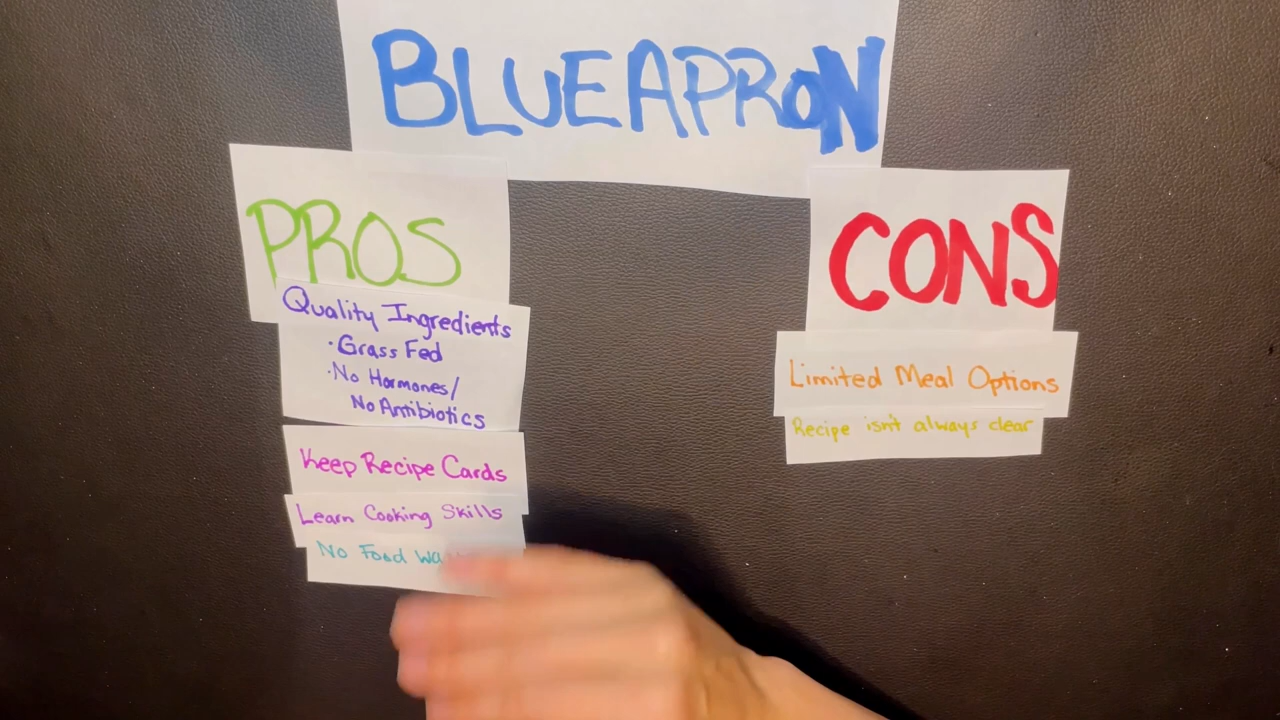 BLUEAPRON
PROS
Quality Ingredients
·Grass Fed
·No Hormones/
No Antibiotics
Keep Recipe Cards
Learn Cooking Skills
No Food
CONS
Limited Meal Options
Recipe isn't always clear